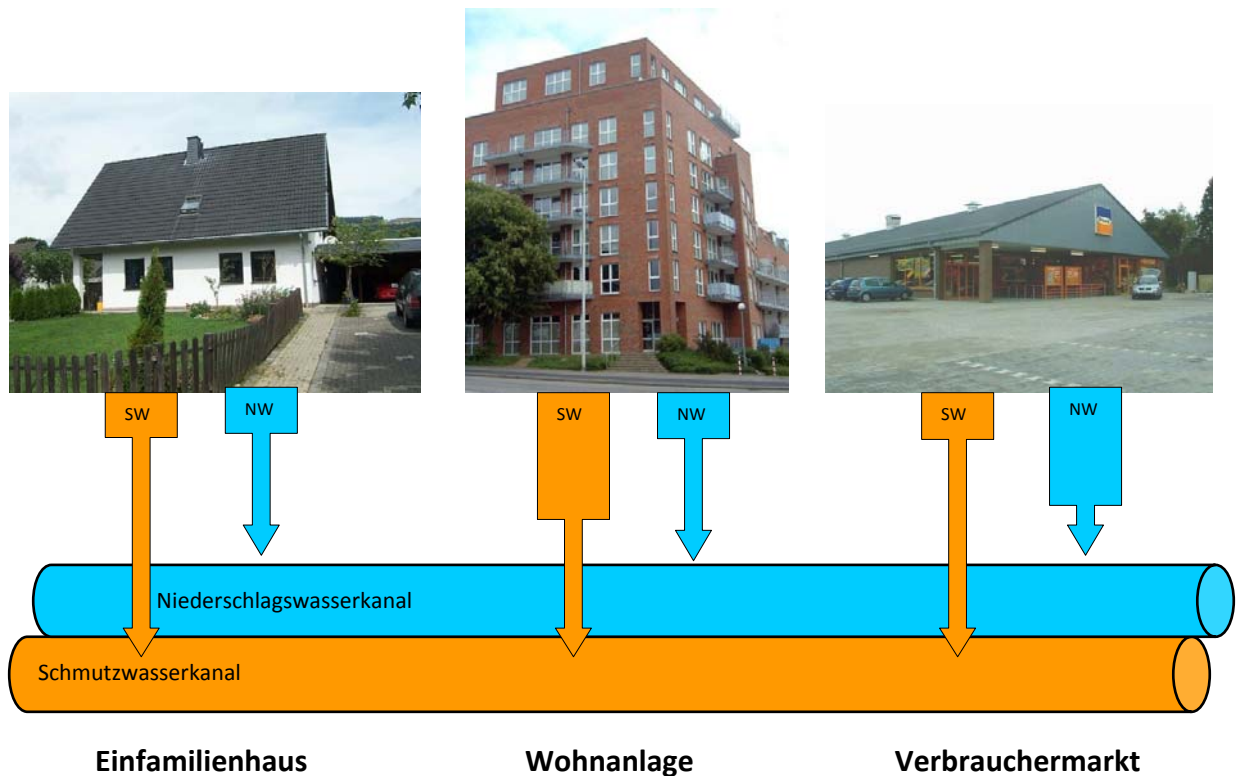 SW
NW
SW
NW
SW
NW
Niederschlagswasserkanal
Schmutzwasserkanal
Einfamilienhaus
Wohnanlage
Verbrauchermarkt